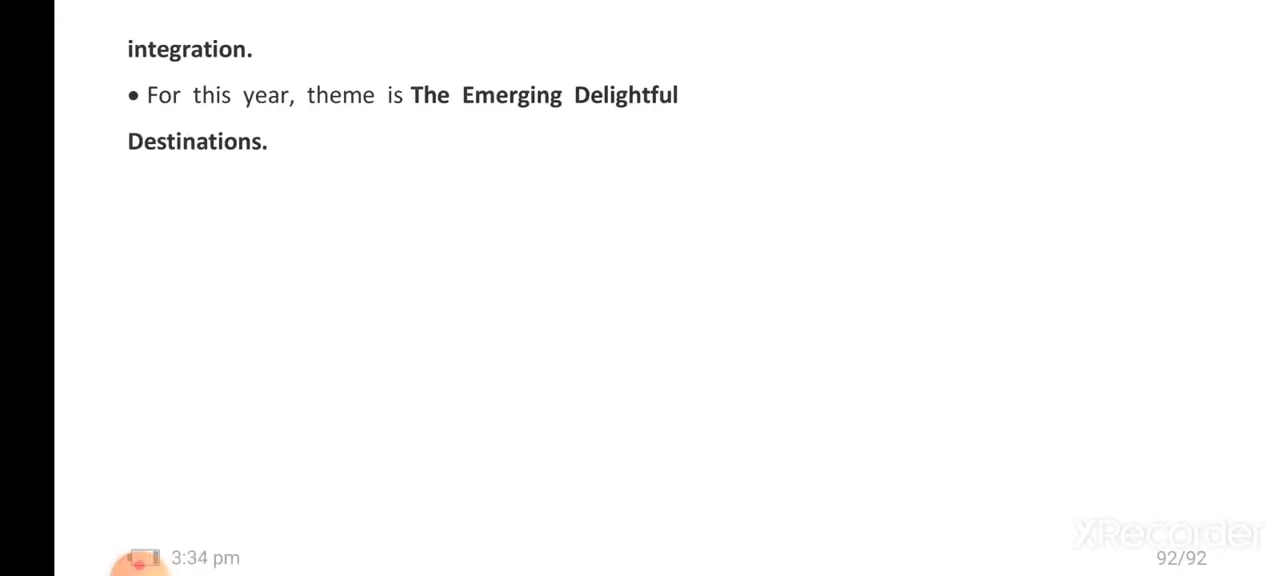 integration.
• For this year, theme is The Emerging Delightful
Destinations.
XRecorder
3:34 pm
92/92